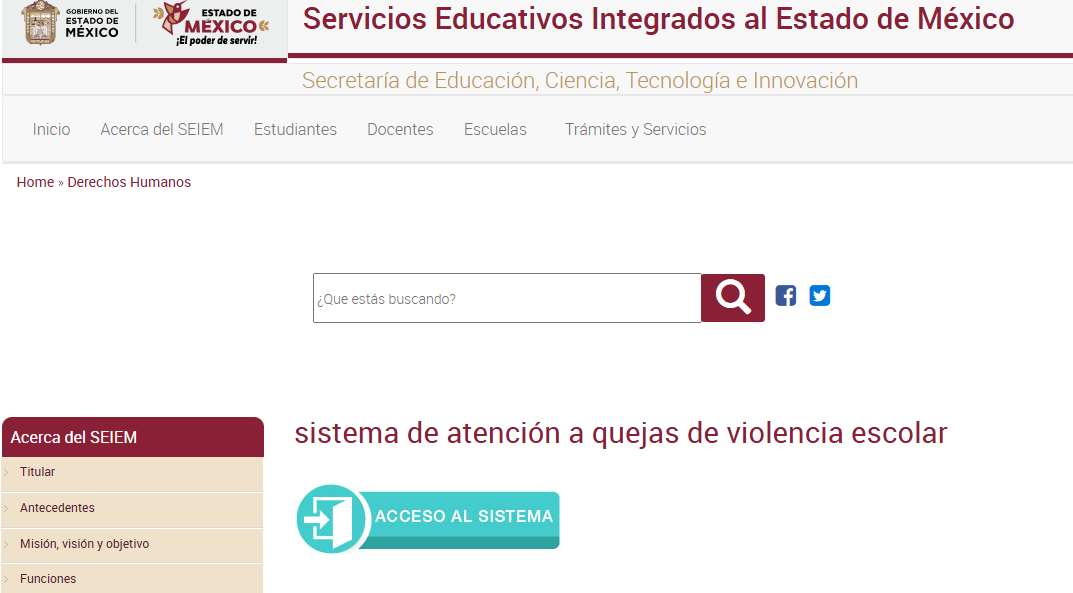 GOBIERNO DEL
ESTADO DE
MÉXICO
ESTADO DE
MÉXICO
¡El poder de servir!
Servicios Educativos Integrados al Estado de México
Secretaría de Educación, Ciencia, Tecnología e Innovación
Inicio Acerca del SEIEM Estudiantes Docentes Escuelas Trámites y Servicios
Home » Derechos Humanos
¿Que estás buscando?
Acerca del SEIEM
Titular
Antecedentes
Misión, visión y objetivo
Funciones
sistema de atención a quejas de violencia escolar
ACCESO AL SISTEMA